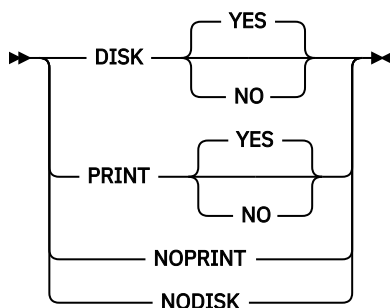 YES
DISK
NO
YES
PRINT
NO
NOPRINT
NODISK